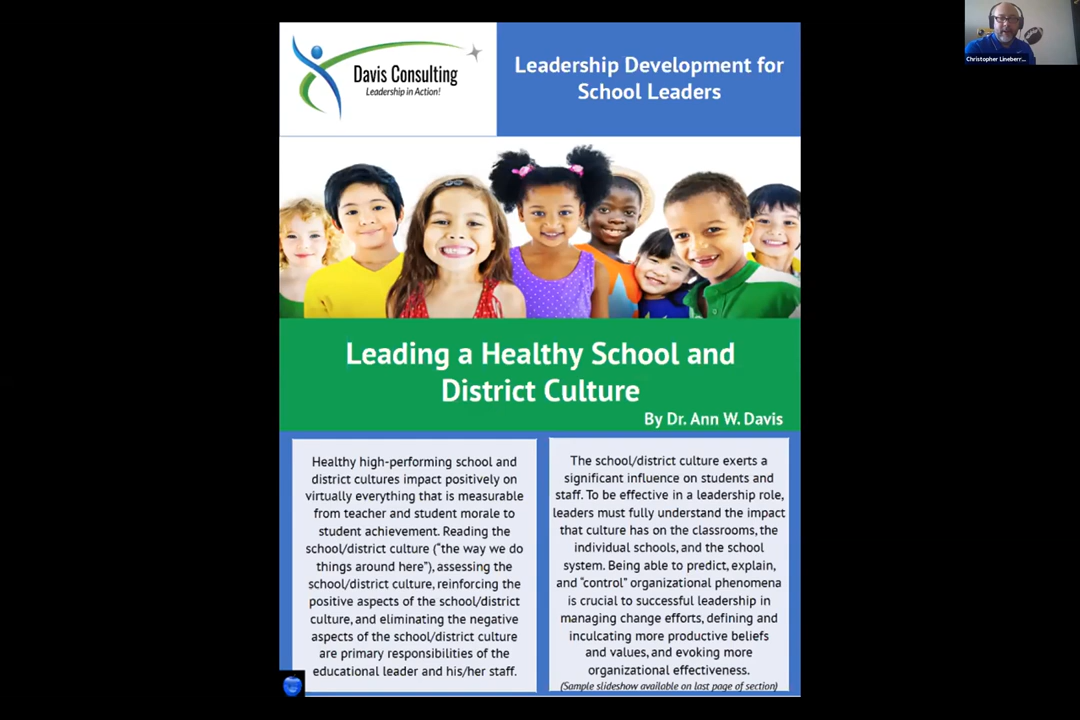 Davis Consulting
Leadership in Action!
Leadership Development for
School Leaders
Christopher Lineberr...
Leading a Healthy School and
District Culture
By Dr. Ann W. Davis
Healthy high-performing school and
district cultures impact positively on
virtually everything that is measurable
from teacher and student morale to
student achievement. Reading the
school/district culture (“the way we do
things around here”), assessing the
school/district culture, reinforcing the
positive aspects of the school/district
culture, and eliminating the negative
aspects of the school/district culture
are primary responsibilities of the
educational leader and his/her staff.
The school/district culture exerts a
significant influence on students and
staff. To be effective in a leadership role,
leaders must fully understand the impact
that culture has on the classrooms, the
individual schools, and the school
system. Being able to predict, explain,
and “control” organizational phenomena
is crucial to successful leadership in
managing change efforts, defining and
inculcating more productive beliefs
and values, and evoking more
organizational effectiveness.
(Sample slideshow available on last page of section)